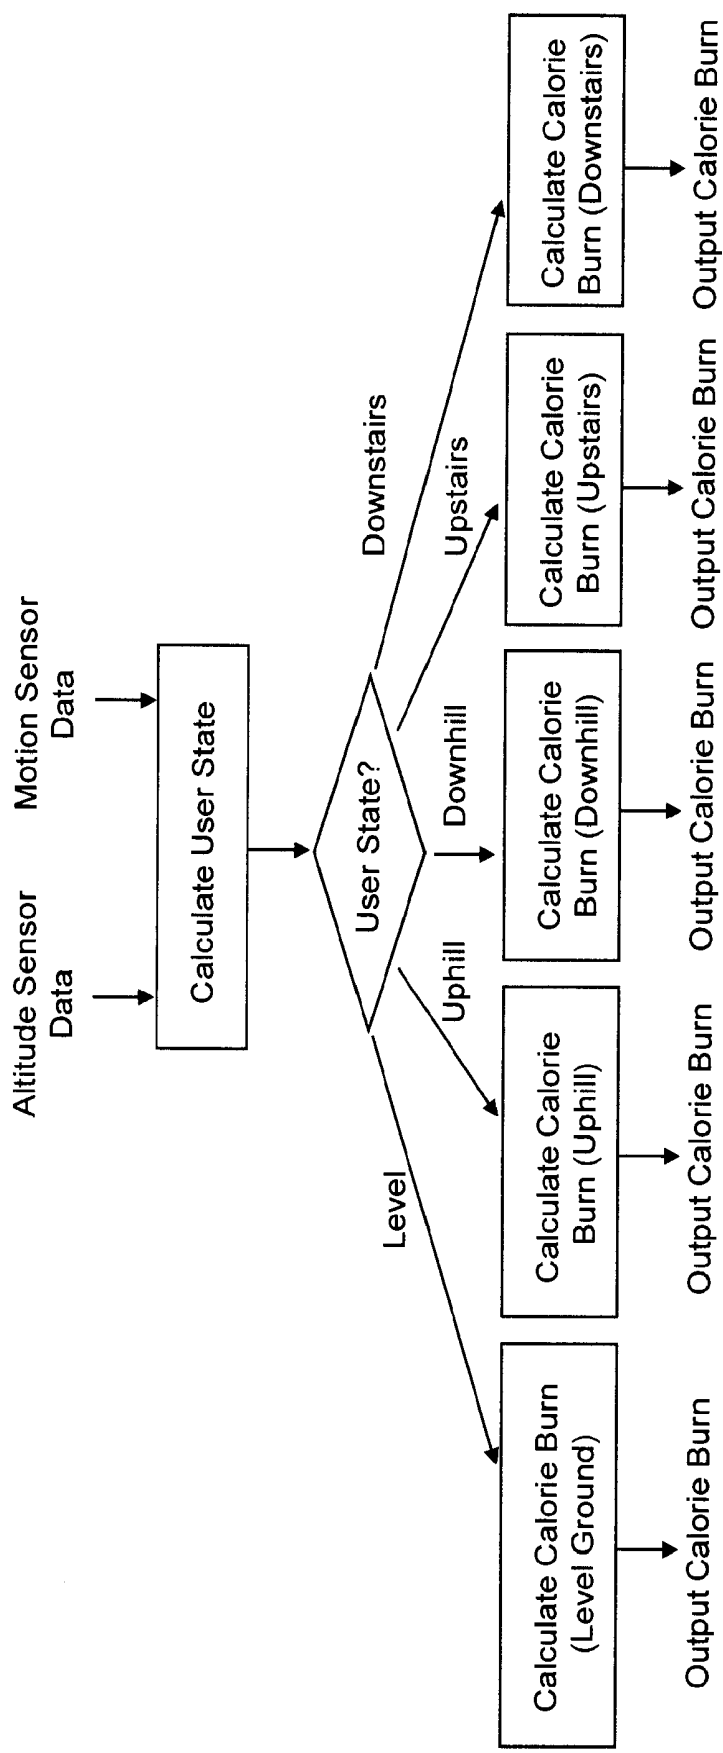 Altitude Sensor
Data
Motion Sensor
Data
Calculate User State
User State?
Level
Uphill
Downhill
Upstairs
Downstairs
Calculate Calorie Burn
(Level Ground)
Calculate Calorie
Burn (Uphill)
Calculate Calorie
Burn (Downhill)
Calculate Calorie
Burn (Upstairs)
Calculate Calorie
Burn (Downstairs)
Output Calorie Burn
Output Calorie Burn
Output Calorie Burn
Output Calorie Burn
Output Calorie Burn